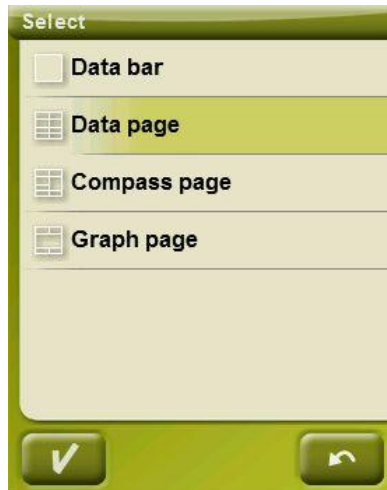 Select
Data bar
Data page
Compass page
Graph page